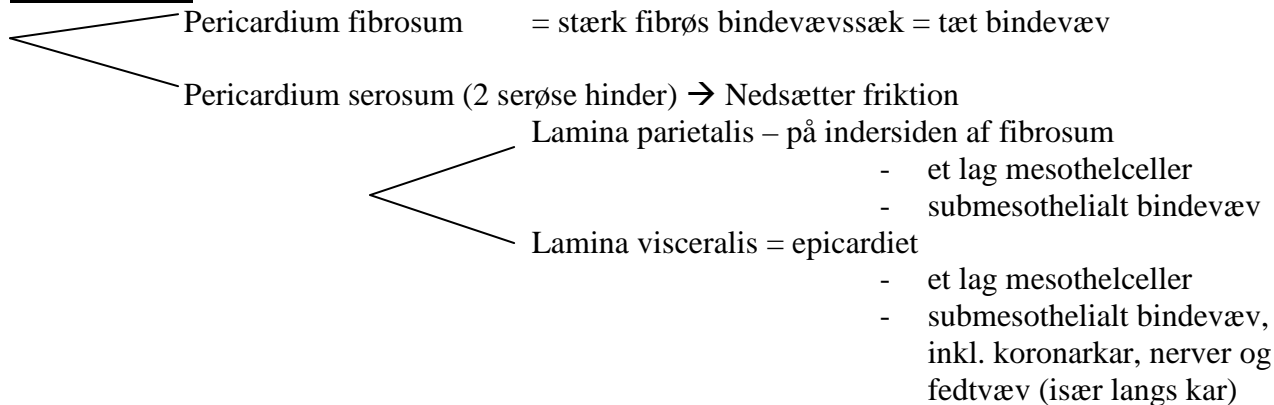 Pericardium fibrosum = stærk fibrøs bindevævssæk = tæt bindevæv
Pericardium serosum (2 serøse hinder) → Nedsætter friktion
Lamina parietalis – på indersiden af fibrosum
- et lag mesothelceller
- submesothelialt bindevæv
Lamina visceralis = epicardiet
- et lag mesothelceller
- submesothelialt bindevæv,
inkl. koronarkar, nerver og
fedtvæv (især langs kar)